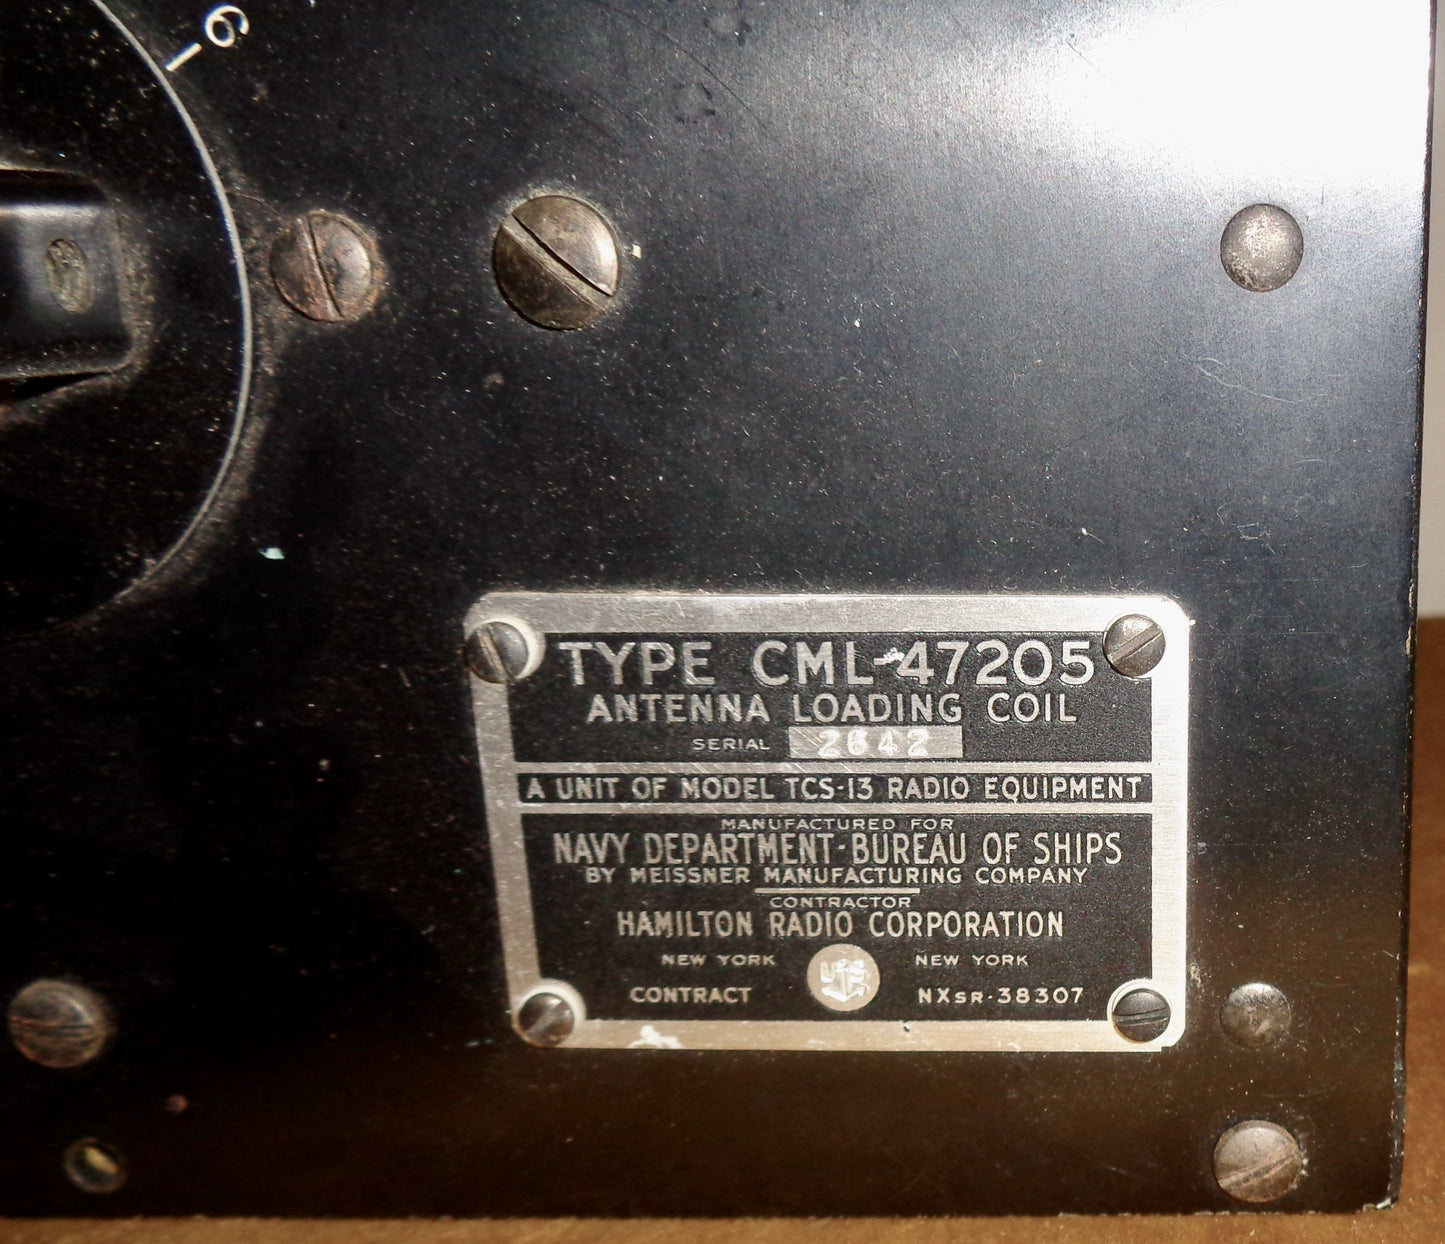 6
TYPE CML-47205
ANTENNA LOADING COIL
SERIAL 2642
A UNIT OF MODEL TCS-13 RADIO EQUIPMENT
MANUFACTURED FOR
NAVY DEPARTMENT-BUREAU OF SHIPS
BY MEISSNER MANUFACTURING COMPANY
CONTRACTOR
HAMILTON RADIO CORPORATION
NEW YORK NEW YORK
CONTRACT NXSR-38307